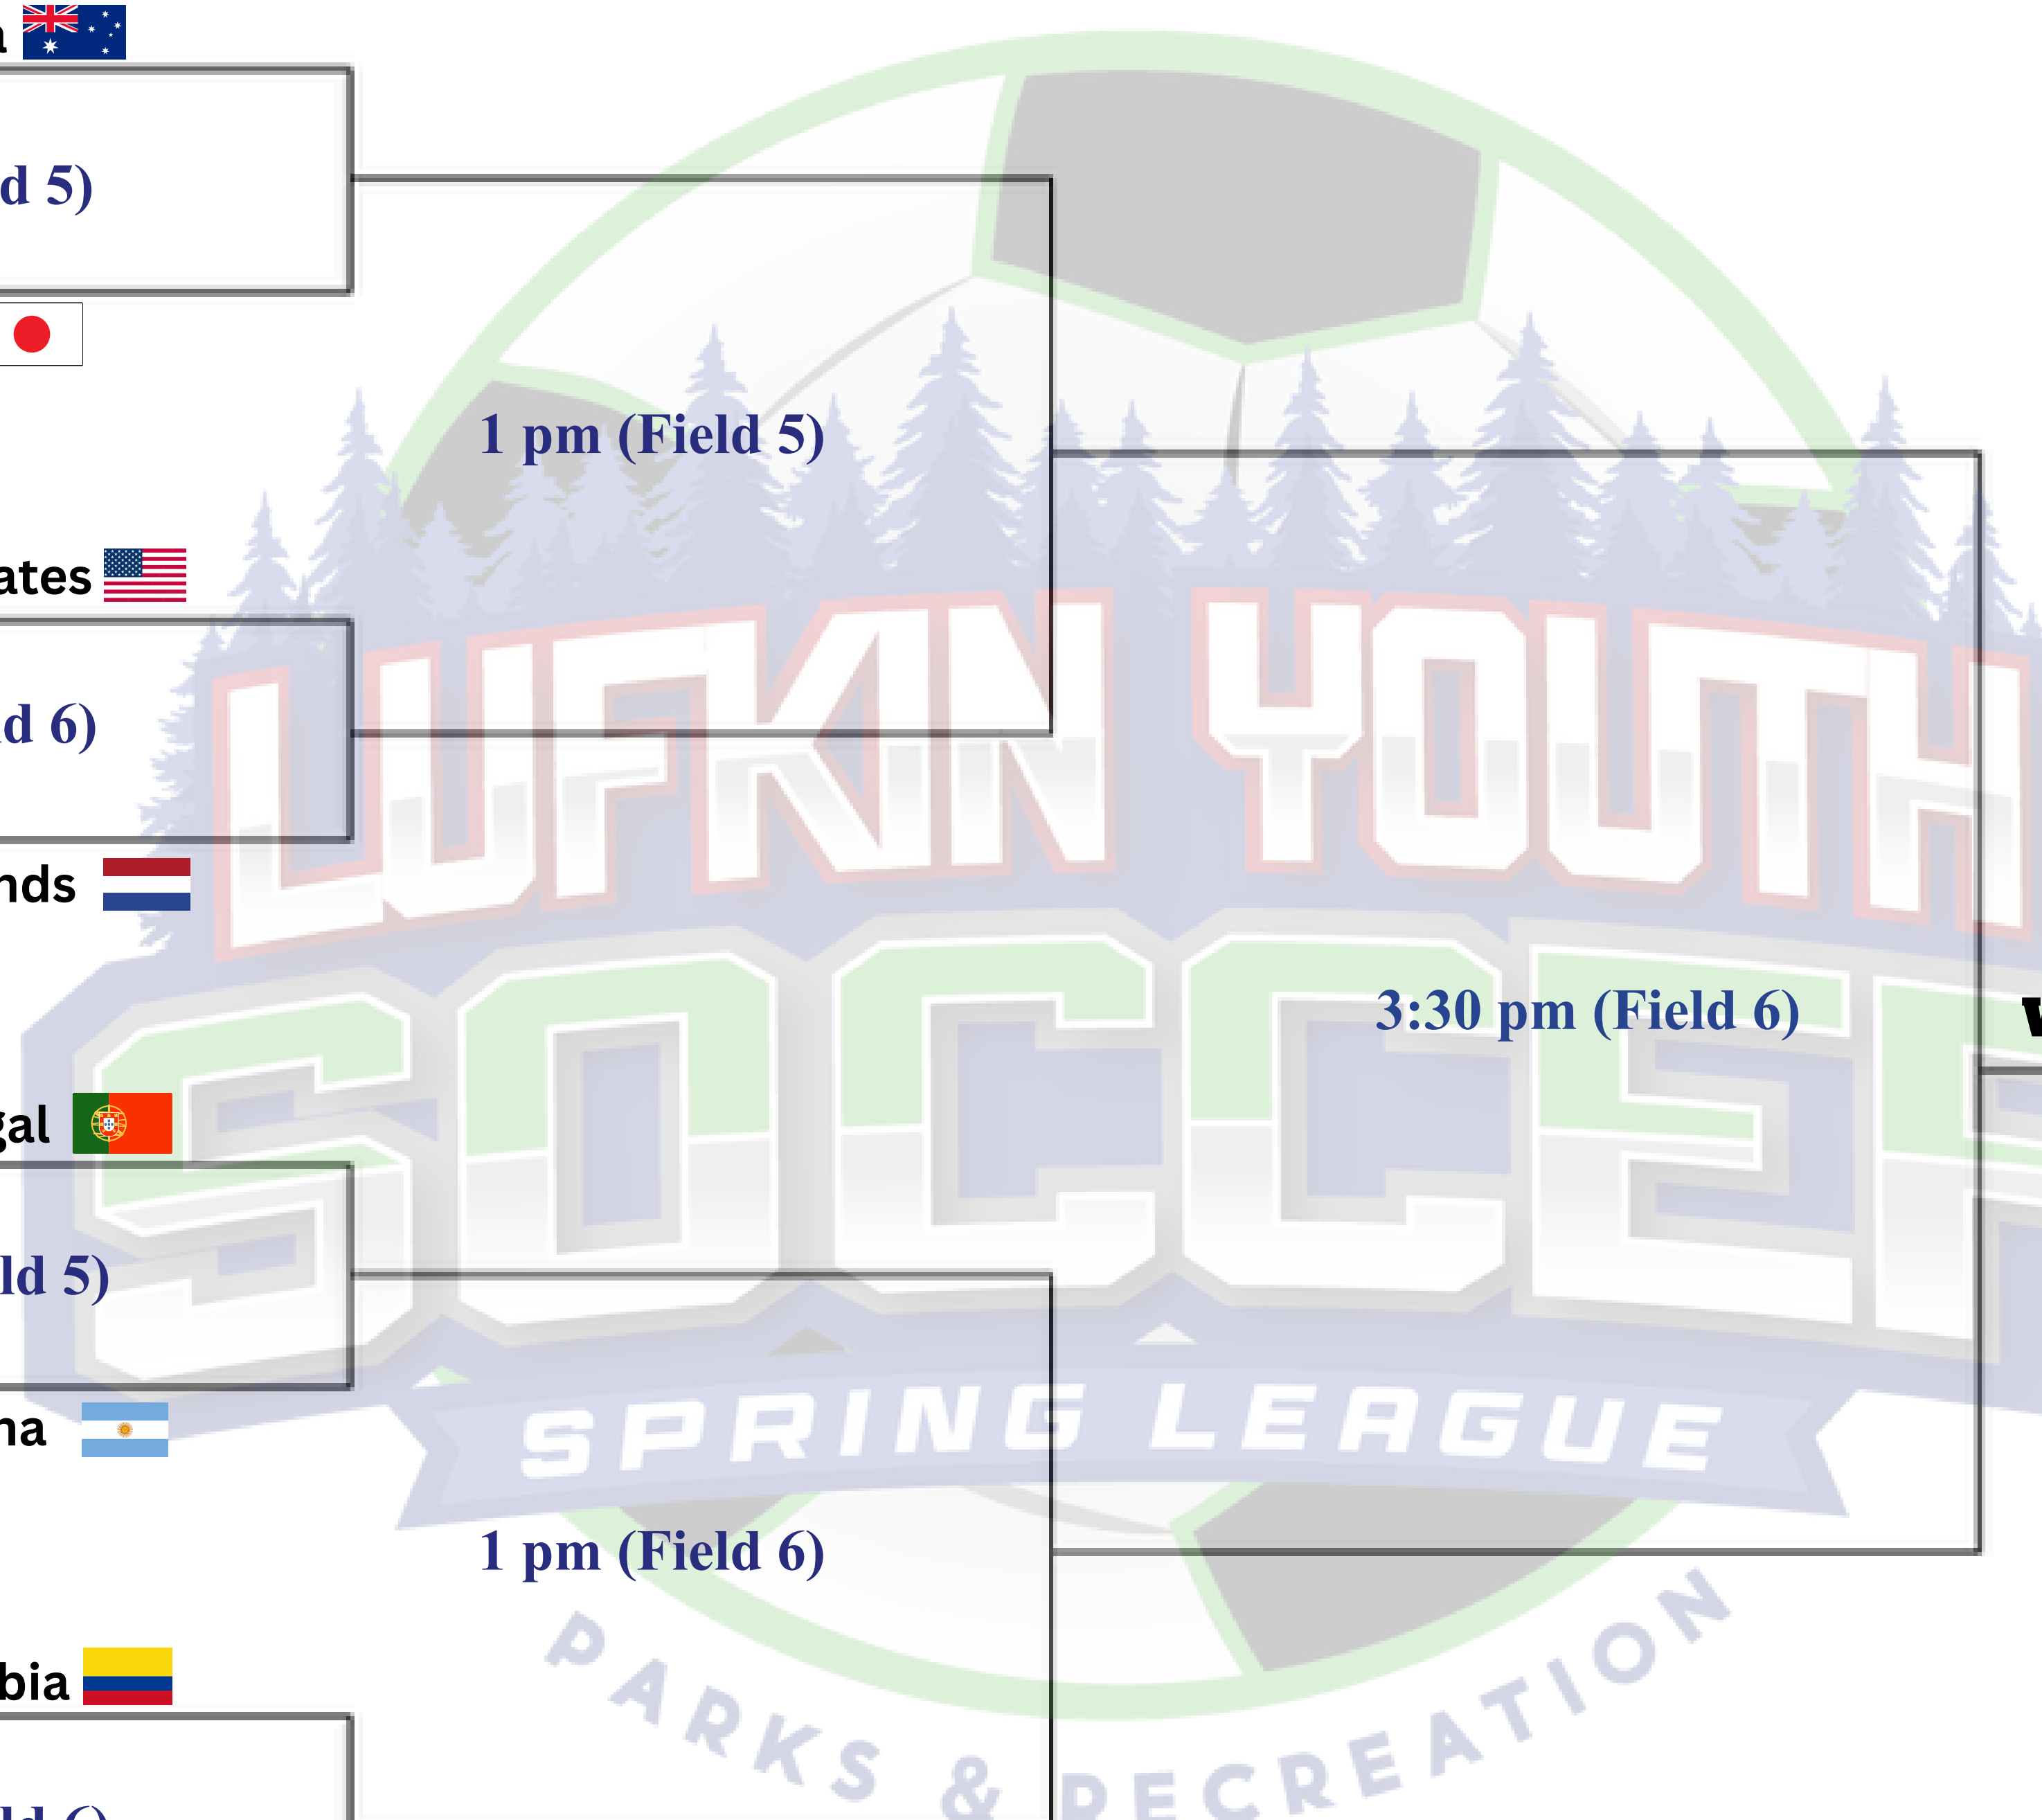 d 5)
1 pm (Field 5)
ates
d 6)
nds
LUFKIN YOUTH
SOCCER
3:30 pm (Field 6)
gal
ld 5)
na
SPRING LEAGUE
1 pm (Field 6)
bia
PARKS & RECREATION